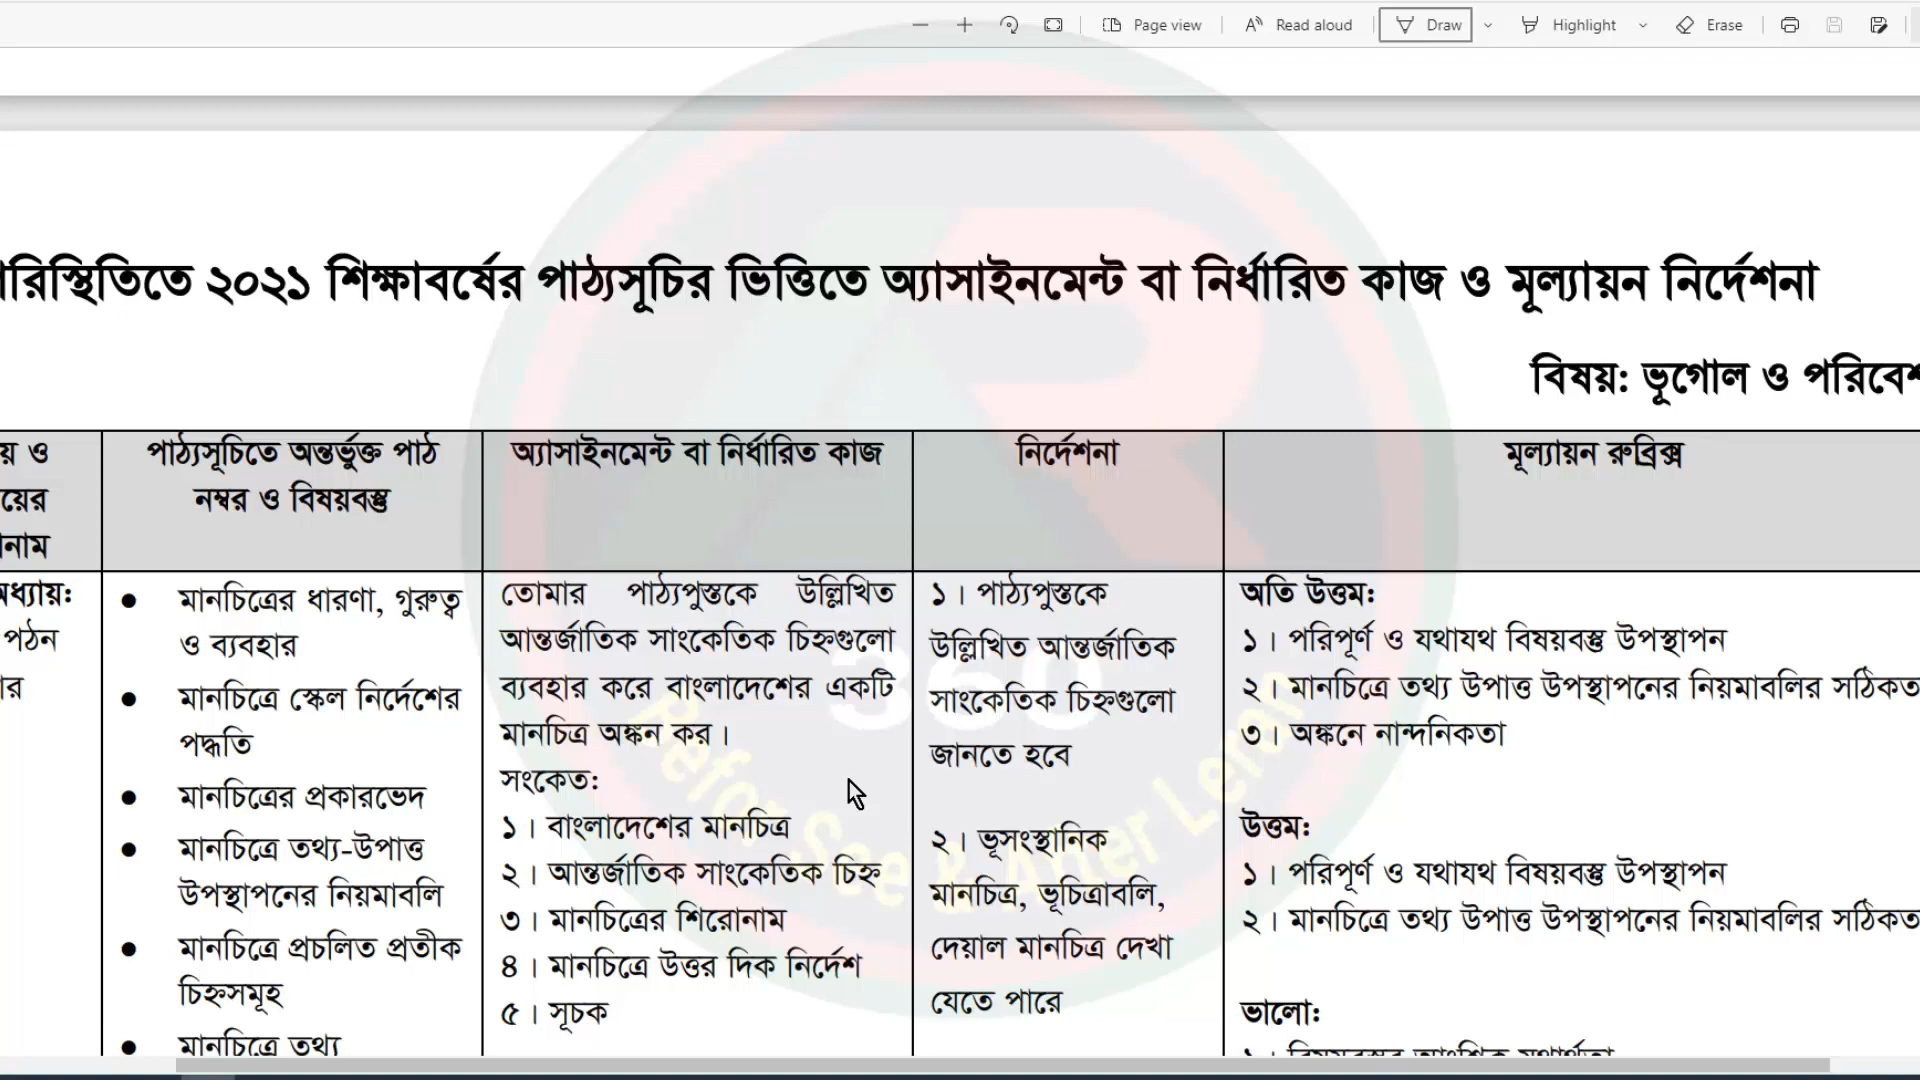 Page view
Read aloud
Draw
Highlight
Erase
২০২১ শিক্ষাবর্ষের পাঠ্যসূচির ভিত্তিতে অ্যাসাইনমেন্ট বা নির্ধারিত কাজ ও মূল্যায়ন নির্দেশনা
বিষয়: ভূগোল ও
ও
নাম
পাঠ্যসূচিতে অন্তর্ভুক্ত পাঠ
নম্বর ও বিষয়বস্তু
অ্যাসাইনমেন্ট বা নির্ধারিত কাজ
নির্দেশনা
মূল্যায়ন রুব্রিক্স
পঠন
● মানচিত্রের ধারণা, গুরুত্ব
ও ব্যবহার
● মানচিত্রে স্কেল নির্দেশের
পদ্ধতি
● মানচিত্রের প্রকারভেদ
● মানচিত্রে তথ্য-উপাত্ত
উপস্থাপনের নিয়মাবলি
● মানচিত্রে প্রচলিত প্রতীক
চিহ্নসমূহ
● মানচিত্রে তথ্য
তোমার পাঠ্যপুস্তকে উল্লিখিত
আন্তর্জাতিক সাংকেতিক চিহ্নগুলো
ব্যবহার করে বাংলাদেশের একটি
মানচিত্র অঙ্কন কর।
সংকেত:
১। বাংলাদেশের মানচিত্র
২। আন্তর্জাতিক সাংকেতিক চিহ্ন
৩। মানচিত্রের শিরোনাম
৪। মানচিত্রে উত্তর দিক নির্দেশ
৫। সূচক
১। পাঠ্যপুস্তকে
উল্লিখিত আন্তর্জাতিক
সাংকেতিক চিহ্নগুলো
জানতে হবে
২। ভূসংস্থানিক
মানচিত্র, ভূচিত্রাবলি,
দেয়াল মানচিত্র দেখা
যেতে পারে
অতি উত্তম:
১। পরিপূর্ণ ও যথাযথ বিষয়বস্তু উপস্থাপন
২। মানচিত্রে তথ্য উপাত্ত উপস্থাপনের নিয়মাবলির
৩। অঙ্কনে নান্দনিকতা
উত্তম:
১। পরিপূর্ণ ও যথাযথ বিষয়বস্তু উপস্থাপন
২। মানচিত্রে তথ্য উপাত্ত উপস্থাপনের নিয়মাবলির
ভালো:
360
Befor See & After Leren